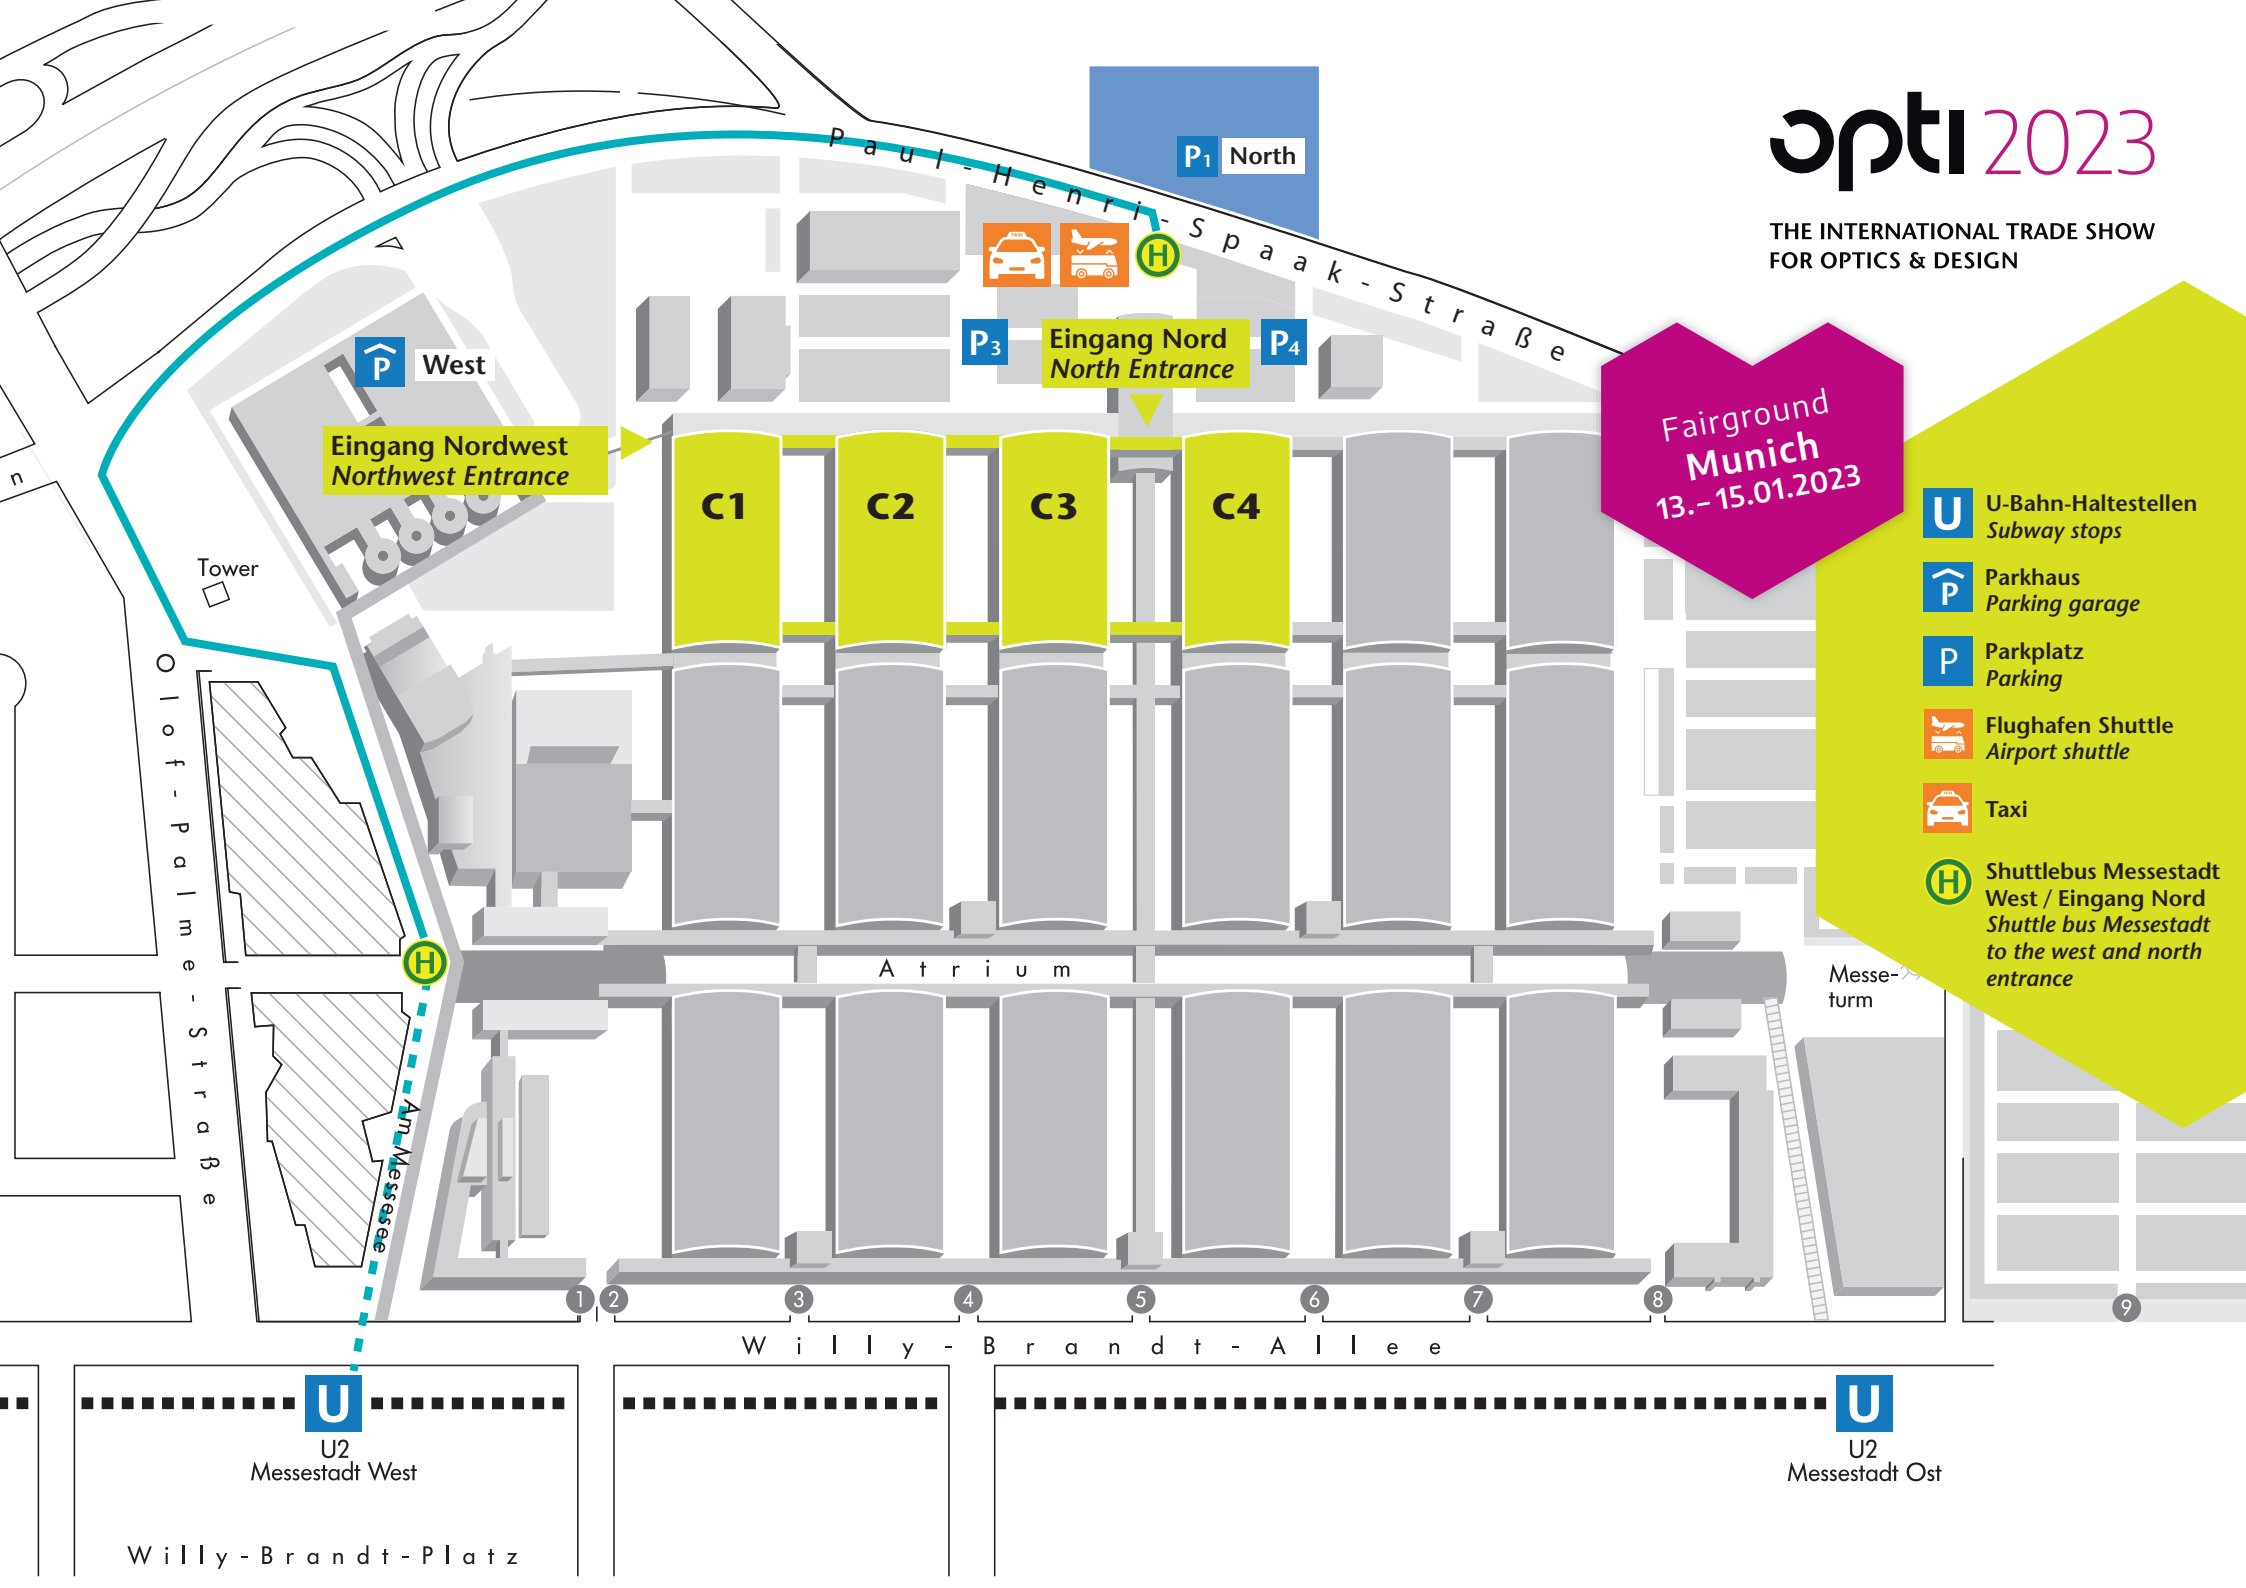 opti 2023
THE INTERNATIONAL TRADE SHOW
FOR OPTICS & DESIGN
Paul-Henri-Spaak-Straße
P1 North
TAXI
H
P3
Eingang Nord
North Entrance
P4
P West
Eingang Nordwest
Northwest Entrance
Fairground
Munich
13.–15.01.2023
C1
C2
C3
C4
n
Tower
Olof-Palme-Straße
U
U-Bahn-Haltestellen
Subway stops
P
Parkhaus
Parking garage
P
Parkplatz
Parking
Flughafen Shuttle
Airport shuttle
TAXI
Taxi
H
Shuttlebus Messestadt
West / Eingang Nord
Shuttle bus Messestadt
to the west and north
entrance
H
Atrium
Messe-
turm
Am Messesee
1
2
3
4
5
6
7
8
9
Willy-Brandt-Allee
U
U2
Messestadt West
U
U2
Messestadt Ost
Willy-Brandt-Platz